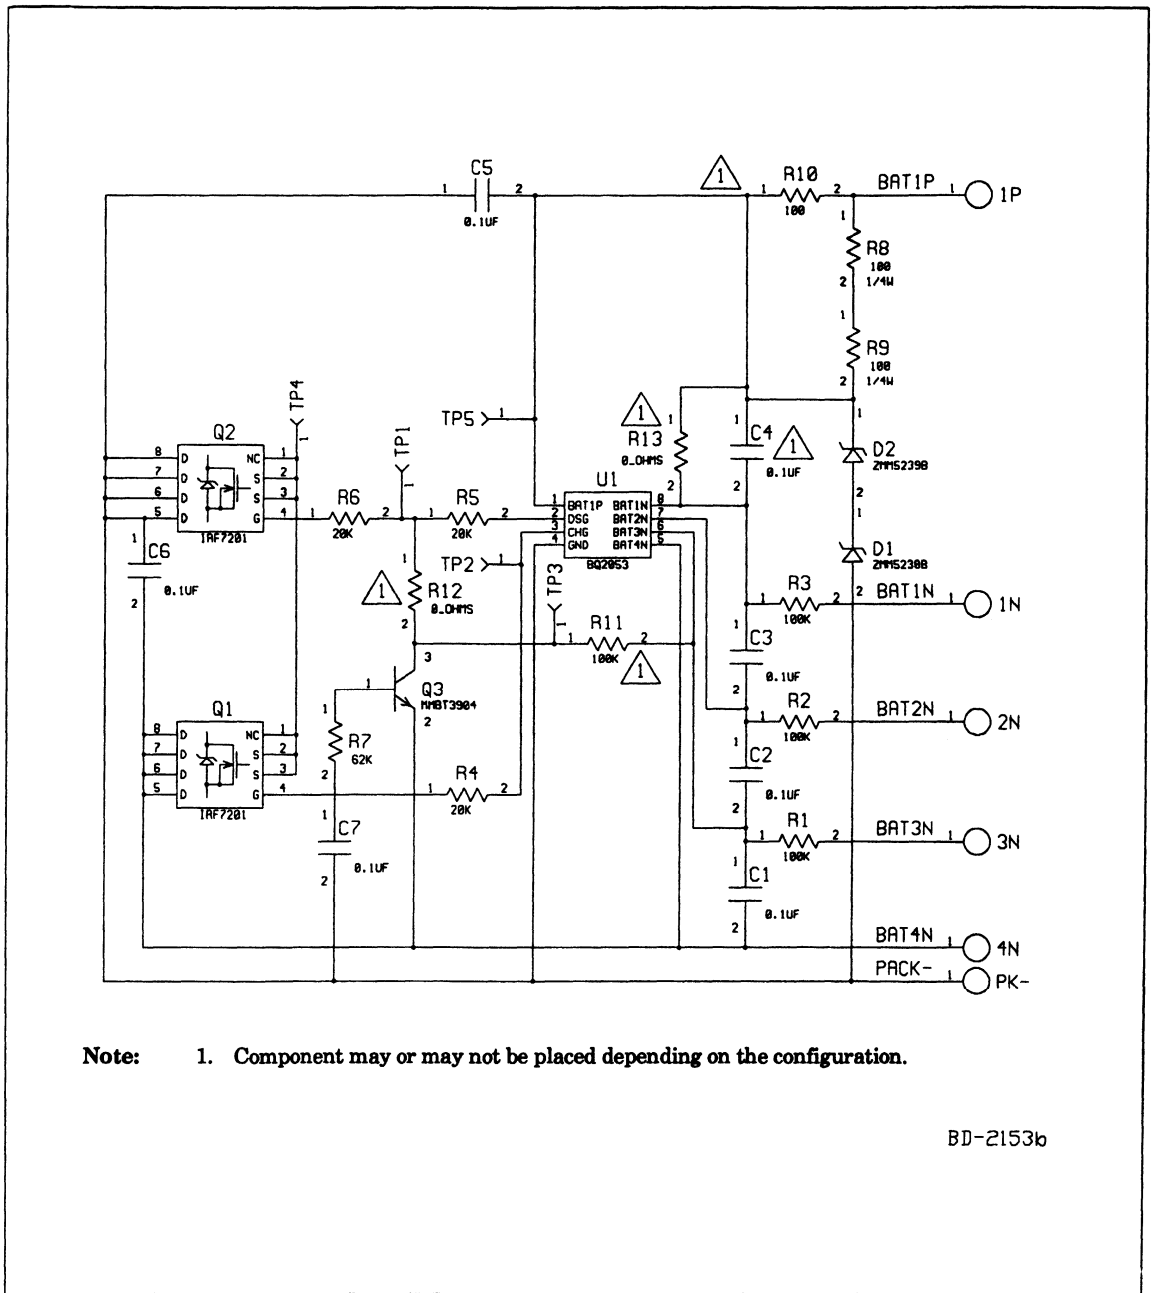 C5
1 2
0.1UF
1
R10
1 2
100
BAT1P 1 1P
1
R8
100
2 1/4W
1
R9
100
2 1/4W
TP4
1
TP1
1
TP5 1
1
R13
0_OHMS
1
2
1
C4
1
0.1UF
2
1
D2
ZMM5239B
2
Q2
8 D NC 1
7 D S 2
6 D S 3
5 D G 4
IRF7201
R6
1 2
20K
R5
1 2
20K
U1
1 BAT1P BAT1N 8
2 DSG BAT2N 7
3 CHG BAT3N 6
4 GND BAT4N 5
BQ2053
1
D1
ZMM5230B
2
1
C6
0.1UF
2
TP2 1
TP3
1
1
1
R12
0_OHMS
2
R3
1 2
100K
BAT1N 1 1N
R11
1 2
100K
1
1
C3
0.1UF
2
3
1
Q3
MMBT3904
2
R2
1 2
100K
BAT2N 1 2N
Q1
8 D NC 1
7 D S 2
6 D S 3
5 D G 4
IRF7201
1
R7
62K
2
R4
1 2
20K
1
C2
0.1UF
2
1
C7
0.1UF
2
R1
1 2
100K
BAT3N 1 3N
1
C1
0.1UF
2
BAT4N 1 4N
PACK- 1 PK-
Note: 1. Component may or may not be placed depending on the configuration.
BD-2153b